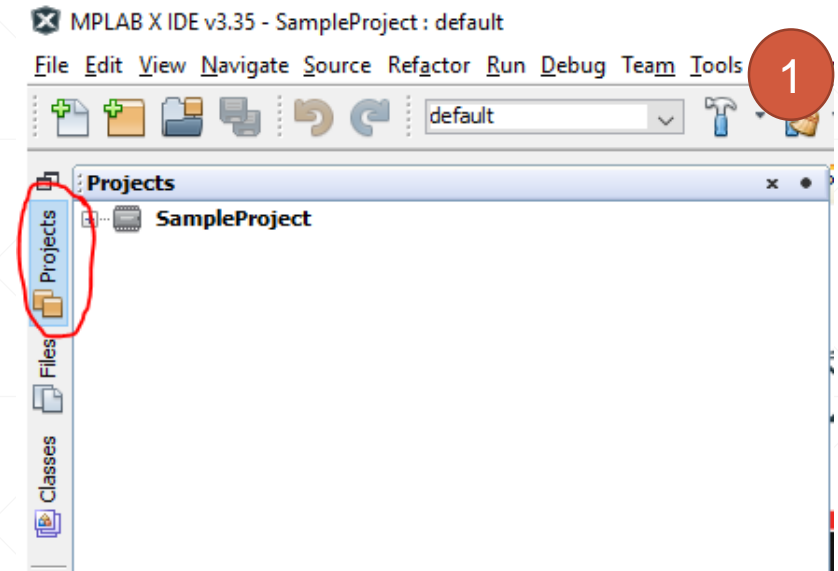 MPLAB X IDE v3.35 - SampleProject : default
File Edit View Navigate Source Refactor Run Debug Team Tools
1
default
Projects
SampleProject
Projects
Files
Classes